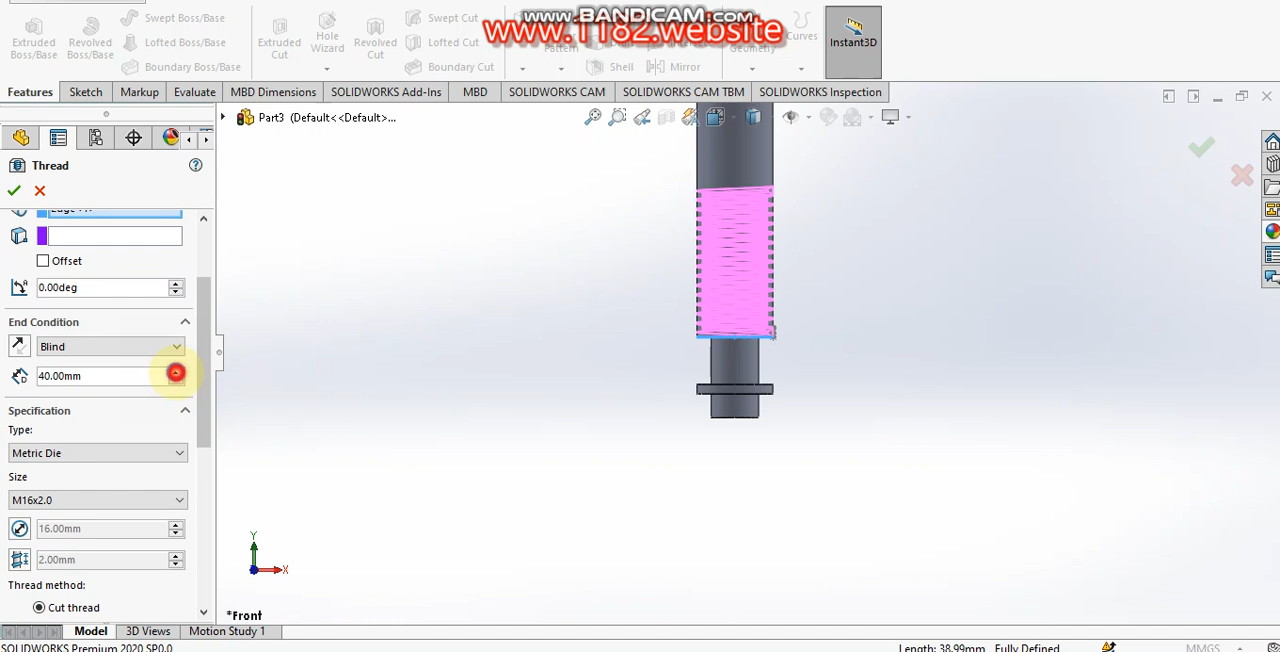 www.BANDICAM.com
www.1182.website
Extruded Boss/Base
Revolved Boss/Base
Swept Boss/Base
Lofted Boss/Base
Boundary Boss/Base
Extruded Cut
Hole Wizard
Revolved Cut
Swept Cut
Lofted Cut
Boundary Cut
Pattern
Shell
Mirror
Geometry
Curves
Instant3D
Features Sketch Markup Evaluate MBD Dimensions SOLIDWORKS Add-Ins MBD SOLIDWORKS CAM SOLIDWORKS CAM TBM SOLIDWORKS Inspection
Part3 (Default<<Default>...
Thread
Offset
0.00deg
End Condition
Blind
40.00mm
Specification
Type:
Metric Die
Size
M16x2.0
16.00mm
2.00mm
Thread method:
Cut thread
Y
X
*Front
Model 3D Views Motion Study 1
SOLIDWORKS Premium 2020 SP0.0
Length: 38.99mm Fully Defined MMGS